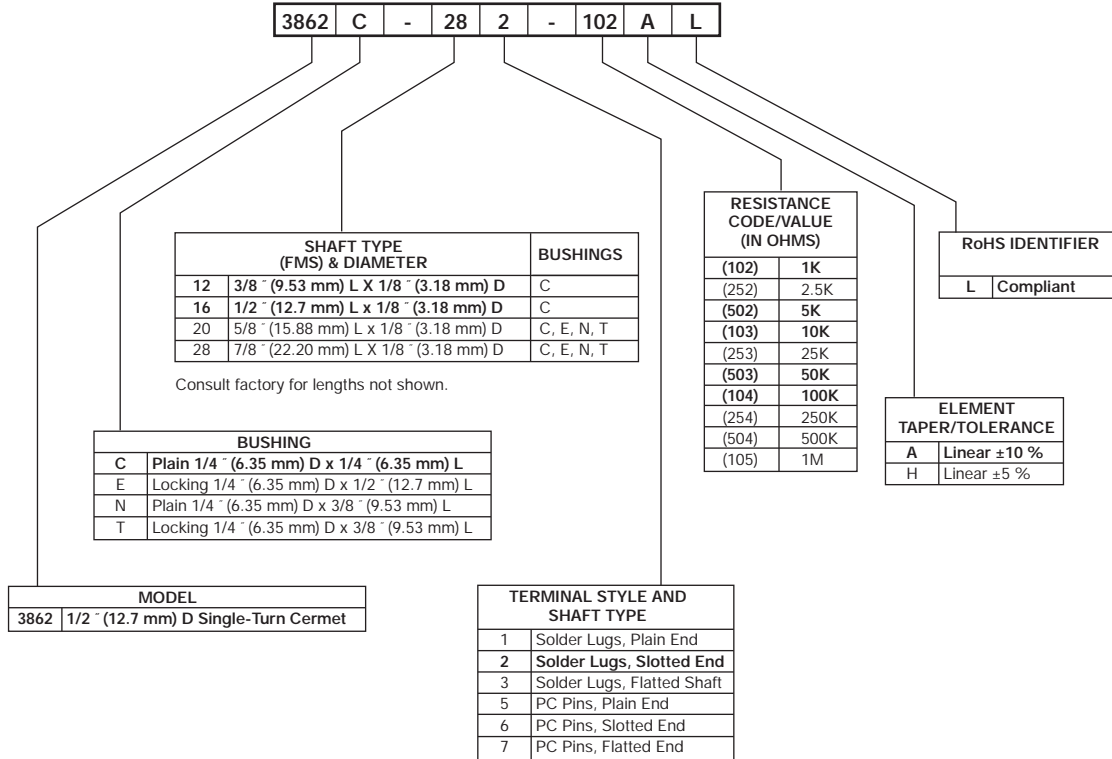 3862 C - 28 2 - 102 A L
SHAFT TYPE
(FMS) & DIAMETER BUSHINGS
12 3/8 ˝ (9.53 mm) L X 1/8 ˝ (3.18 mm) D C
16 1/2 ˝ (12.7 mm) L x 1/8 ˝ (3.18 mm) D C
20 5/8 ˝ (15.88 mm) L x 1/8 ˝ (3.18 mm) D C, E, N, T
28 7/8 ˝ (22.20 mm) L X 1/8 ˝ (3.18 mm) D C, E, N, T
Consult factory for lengths not shown.
RESISTANCE
CODE/VALUE
(IN OHMS)
(102) 1K
(252) 2.5K
(502) 5K
(103) 10K
(253) 25K
(503) 50K
(104) 100K
(254) 250K
(504) 500K
(105) 1M
RoHS IDENTIFIER
L Compliant
ELEMENT
TAPER/TOLERANCE
A Linear ±10 %
H Linear ±5 %
BUSHING
C Plain 1/4 ˝ (6.35 mm) D x 1/4 ˝ (6.35 mm) L
E Locking 1/4 ˝ (6.35 mm) D x 1/2 ˝ (12.7 mm) L
N Plain 1/4 ˝ (6.35 mm) D x 3/8 ˝ (9.53 mm) L
T Locking 1/4 ˝ (6.35 mm) D x 3/8 ˝ (9.53 mm) L
MODEL
3862 1/2 ˝ (12.7 mm) D Single-Turn Cermet
TERMINAL STYLE AND
SHAFT TYPE
1 Solder Lugs, Plain End
2 Solder Lugs, Slotted End
3 Solder Lugs, Flatted Shaft
5 PC Pins, Plain End
6 PC Pins, Slotted End
7 PC Pins, Flatted End